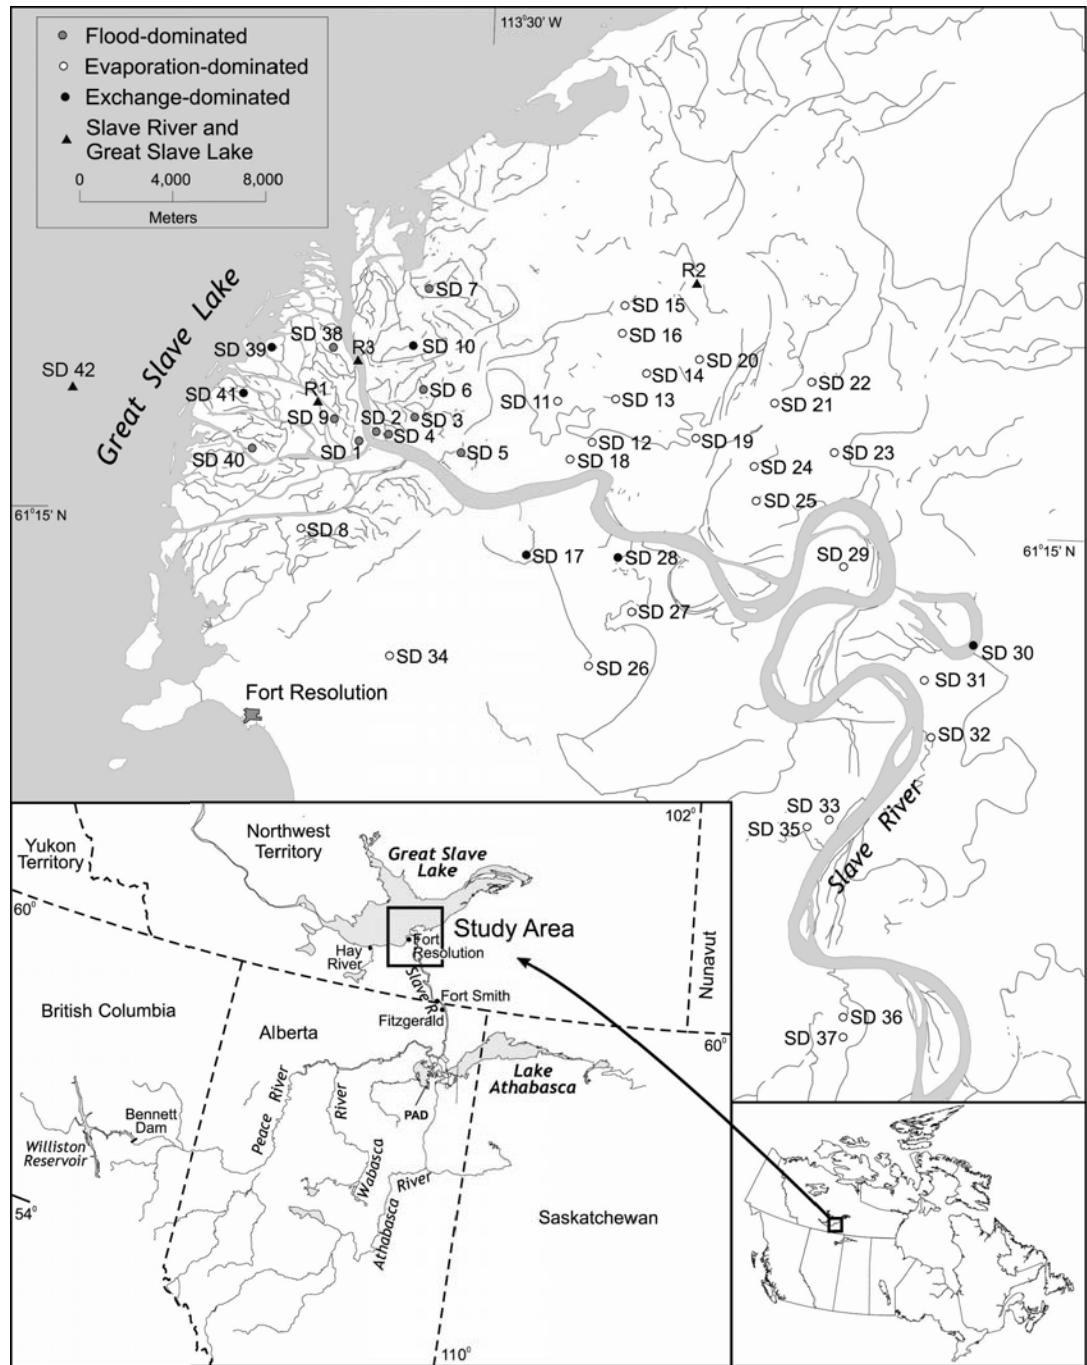 113° 30' W
Flood-dominated
Evaporation-dominated
Exchange-dominated
Slave River and
Great Slave Lake
0 4,000 8,000
Meters
Great Slave Lake
R2
SD 7
SD 15
SD 16
SD 38
R3
SD 10
SD 39
SD 20
SD 42
SD 14
SD 22
SD 6
R1
SD 41
SD 11
SD 13
SD 21
SD 9
SD 2
SD 3
SD 4
SD 12
SD 19
SD 1
SD 5
SD 23
SD 40
SD 18
SD 24
SD 25
61° 15' N
SD 8
61° 15' N
SD 17
SD 28
SD 29
SD 27
SD 30
SD 34
SD 26
SD 31
Fort Resolution
SD 32
SD 33
SD 35
Slave River
SD 36
SD 37
102°
Northwest
Territory
Yukon
Territory
Great Slave
Lake
60°
Study Area
Fort
Resolution
Hay
River
Nunavut
Slave R
Fort Smith
Fitzgerald
British Columbia
Alberta
60°
Lake
Athabasca
Peace River
River
Wabasca
PAD
Bennett
Dam
Williston
Reservoir
Athabasca River
54°
Saskatchewan
110°